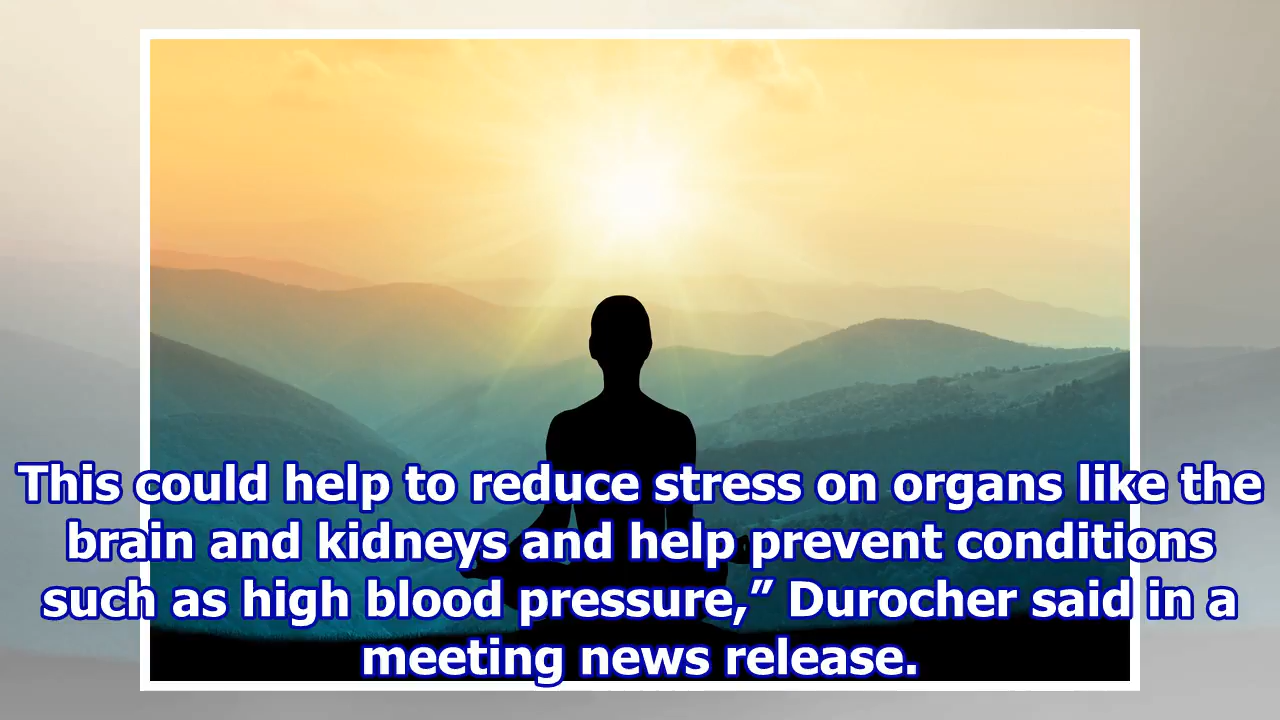 This could help to reduce stress on organs like the
brain and kidneys and help prevent conditions
such as high blood pressure,” Durocher said in a
meeting news release.